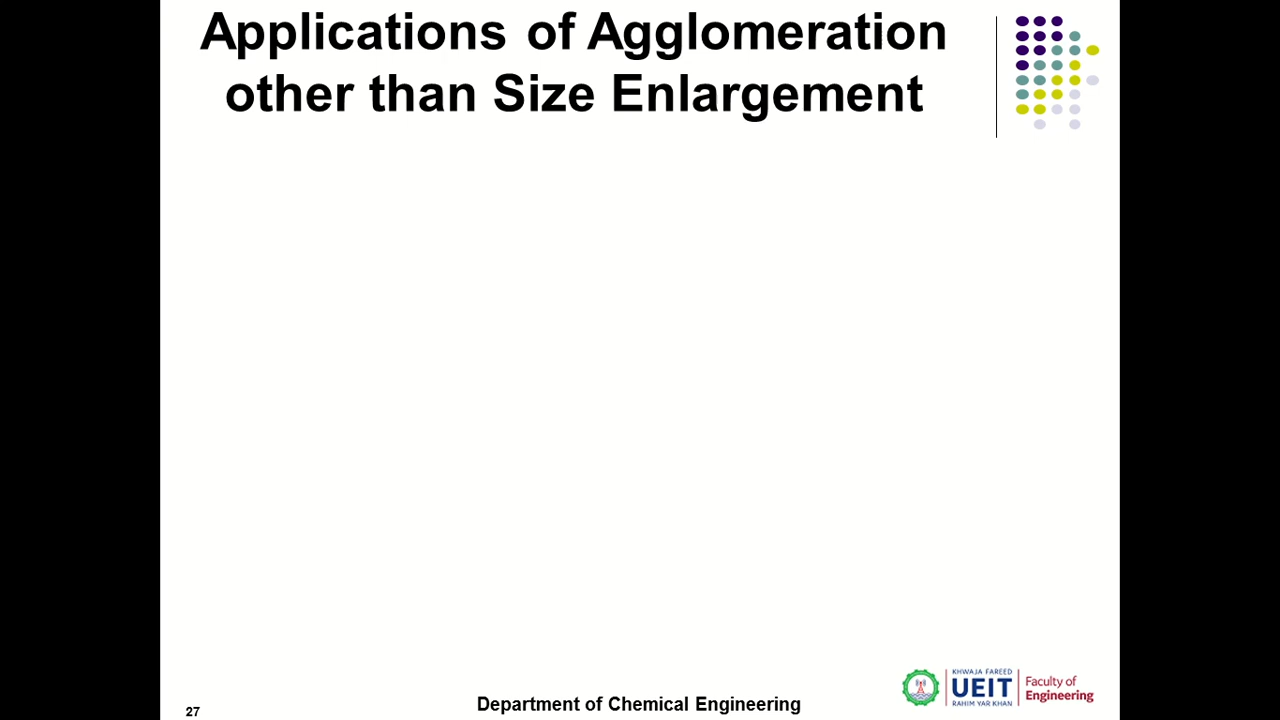 Applications of Agglomeration
other than Size Enlargement
27
Department of Chemical Engineering
KHWAJA FAREED
UEIT
RAHIM YAR KHAN
Faculty of
Engineering